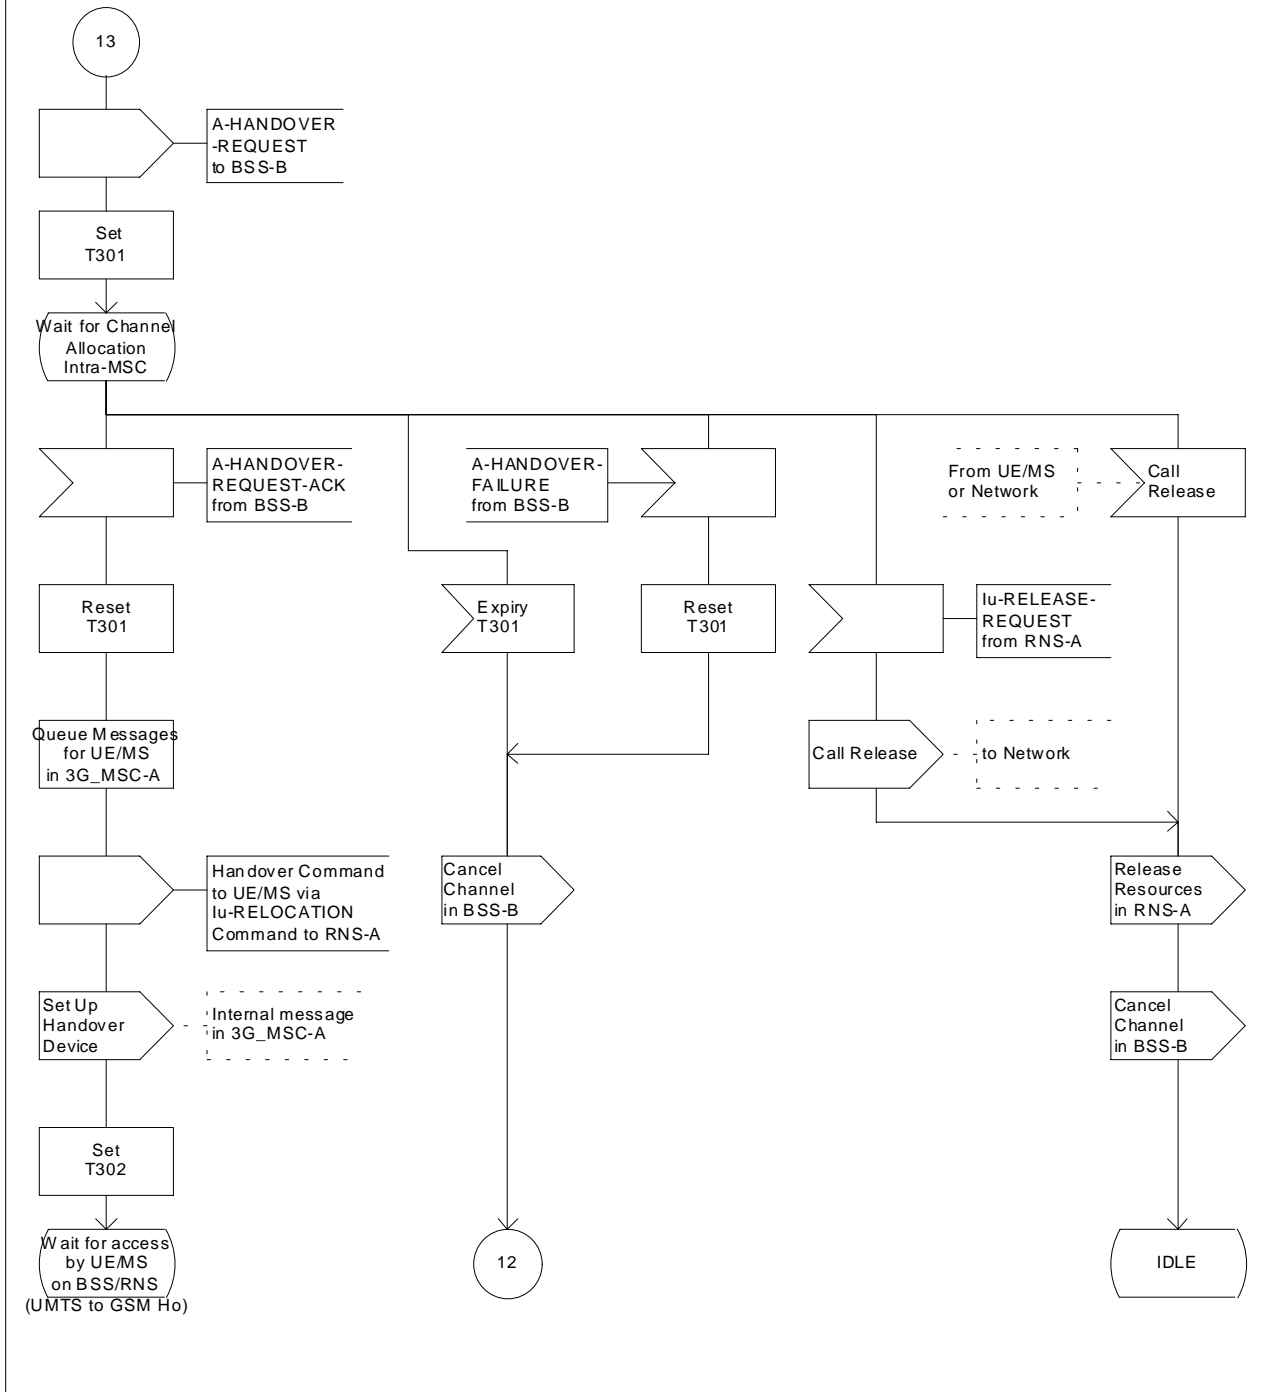 13
A-HANDOVER
-REQUEST
to BSS-B
Set
T301
Wait for Channel
Allocation
Intra-MSC
A-HANDOVER-
REQUEST-ACK
from BSS-B
A-HANDOVER-
FAILURE
from BSS-B
From UE/MS
or Network
Call
Release
Reset
T301
Expiry
T301
Reset
T301
Iu-RELEASE-
REQUEST
from RNS-A
Queue Messages
for UE/MS
in 3G_MSC-A
Call Release
to Network
Handover Command
to UE/MS via
Iu-RELOCATION
Command to RNS-A
Cancel
Channel
in BSS-B
Release
Resources
in RNS-A
Set Up
Handover
Device
Internal message
in 3G_MSC-A
Cancel
Channel
in BSS-B
Set
T302
Wait for access
by UE/MS
on BSS/RNS
(UMTS to GSM Ho)
12
IDLE